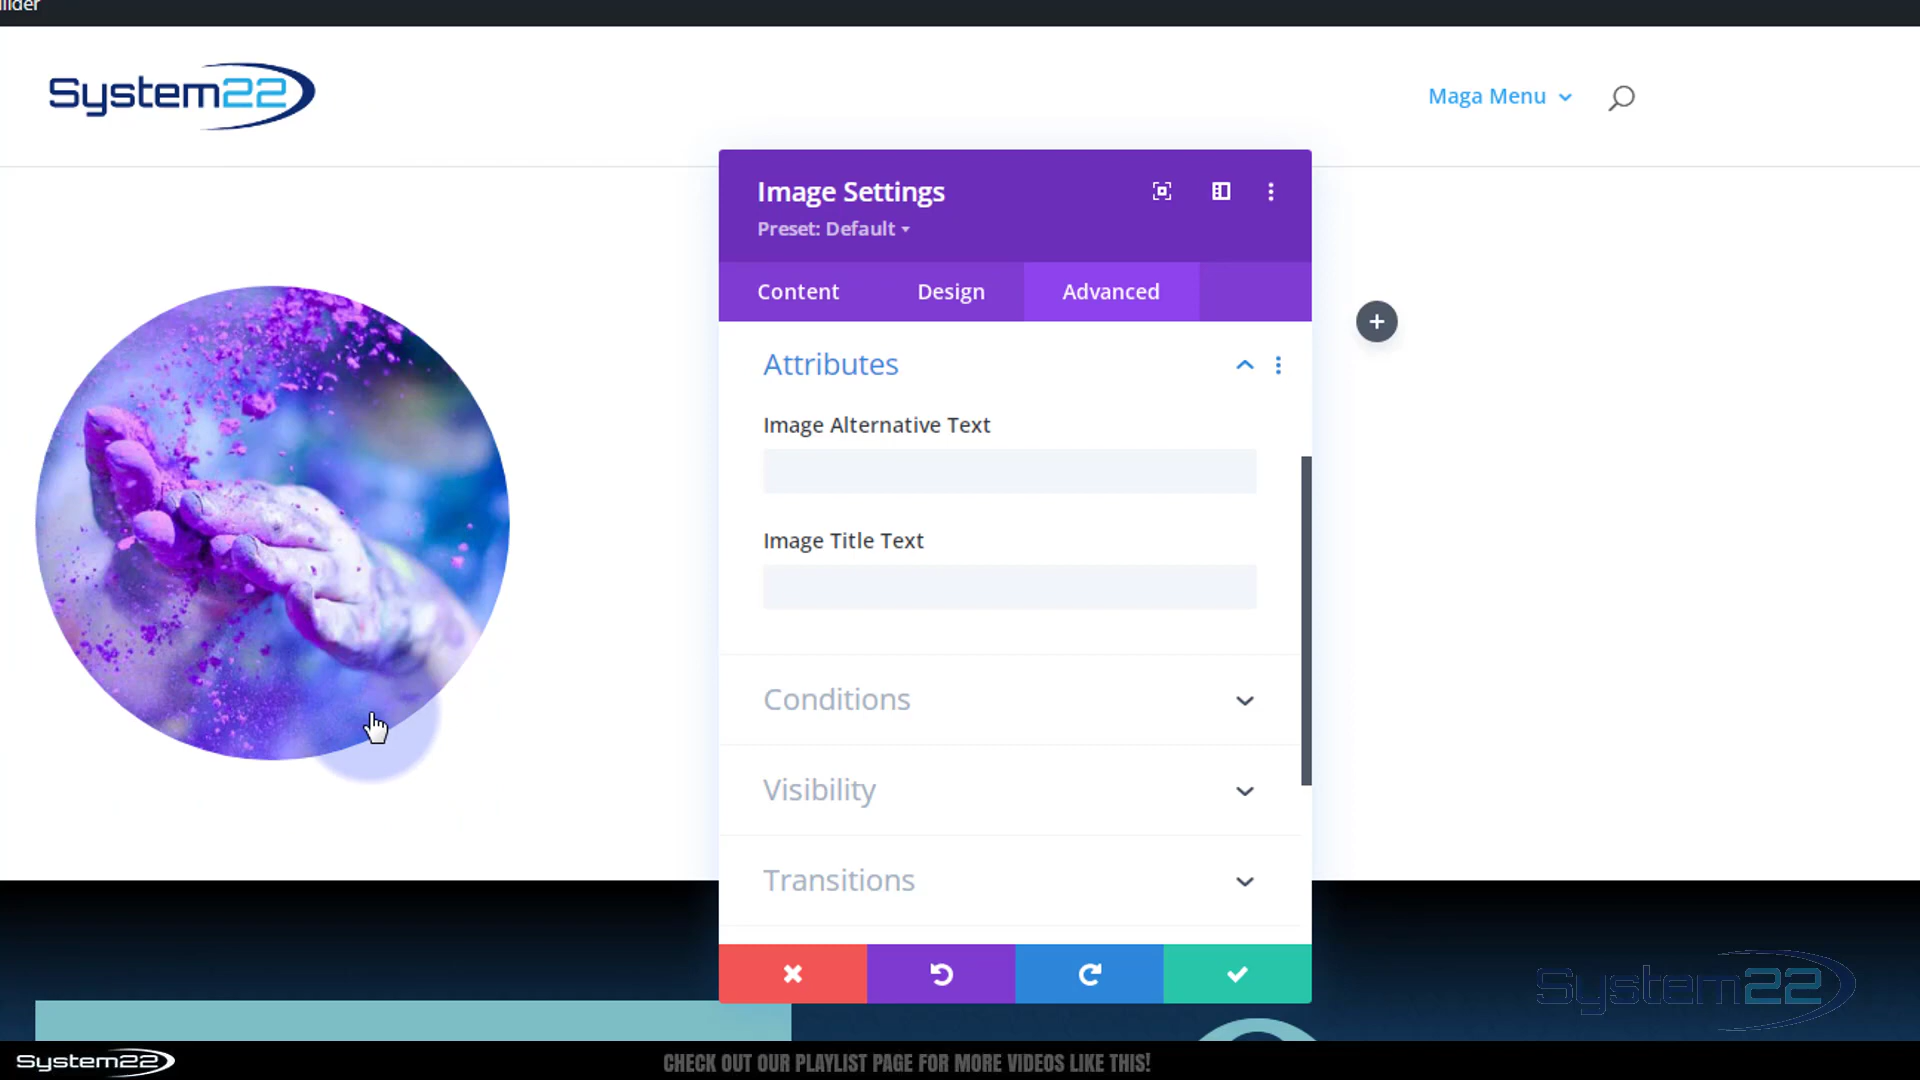 ilder
System22
Maga Menu
Image Settings
Preset: Default
Content
Design
Advanced
Attributes
Image Alternative Text
Image Title Text
Conditions
Visibility
Transitions
System22
System22
CHECK OUT OUR PLAYLIST PAGE FOR MORE VIDEOS LIKE THIS!